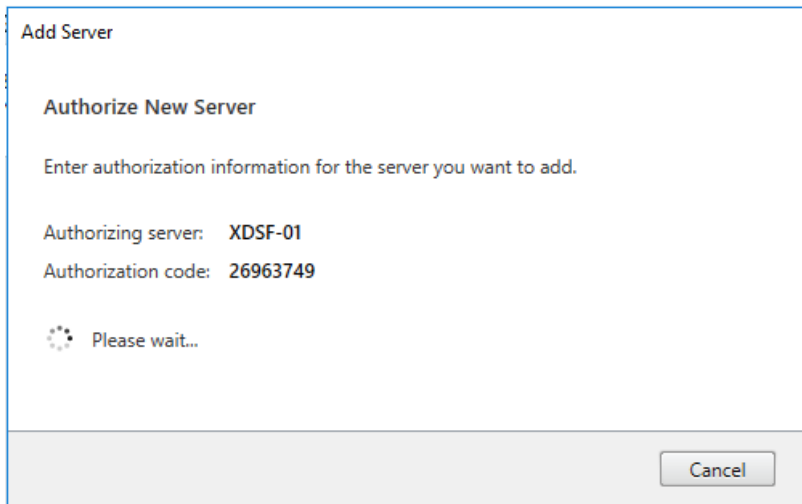 Add Server
Authorize New Server
Enter authorization information for the server you want to add.
Authorizing server: XDSF-01
Authorization code: 26963749
Please wait...
Cancel